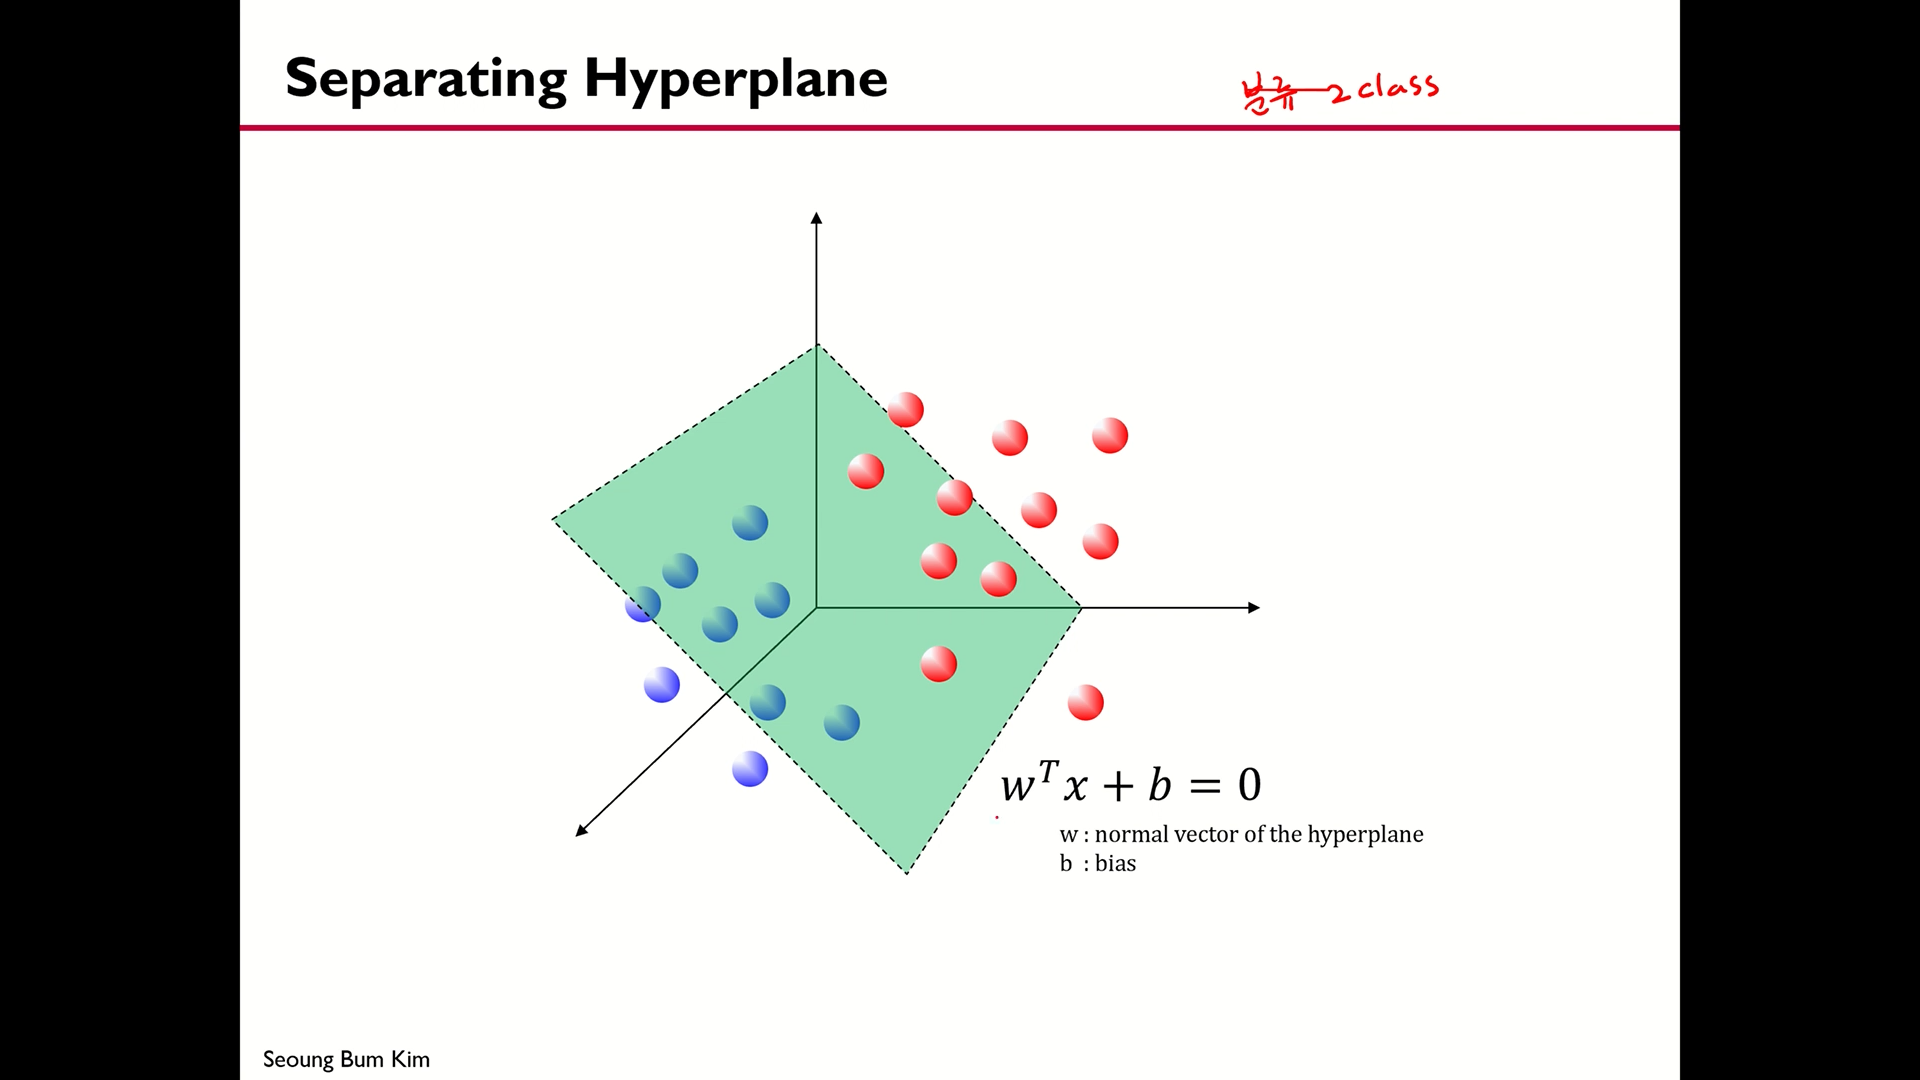 Separating Hyperplane
분류 — 2 class
wᵀx + b = 0
w : normal vector of the hyperplane
b : bias
Seoung Bum Kim